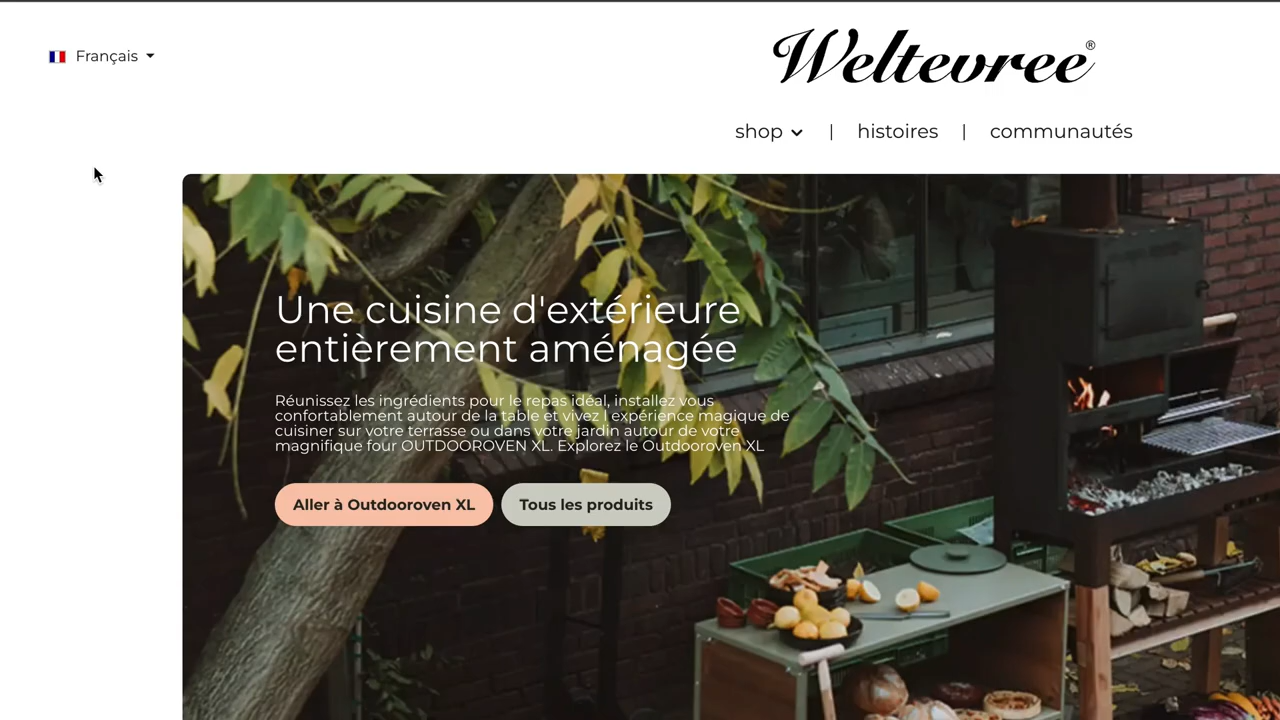 Français
Weltevree®
shop | histoires | communautés
Une cuisine d'extérieure
entièrement aménagée
Réunissez les ingrédients pour le repas idéal, installez vous
confortablement autour de la table et vivez l expérience magique de
cuisiner sur votre terrasse ou dans votre jardin autour de votre
magnifique four OUTDOOROVEN XL. Explorez le Outdooroven XL
Aller à Outdooroven XL
Tous les produits